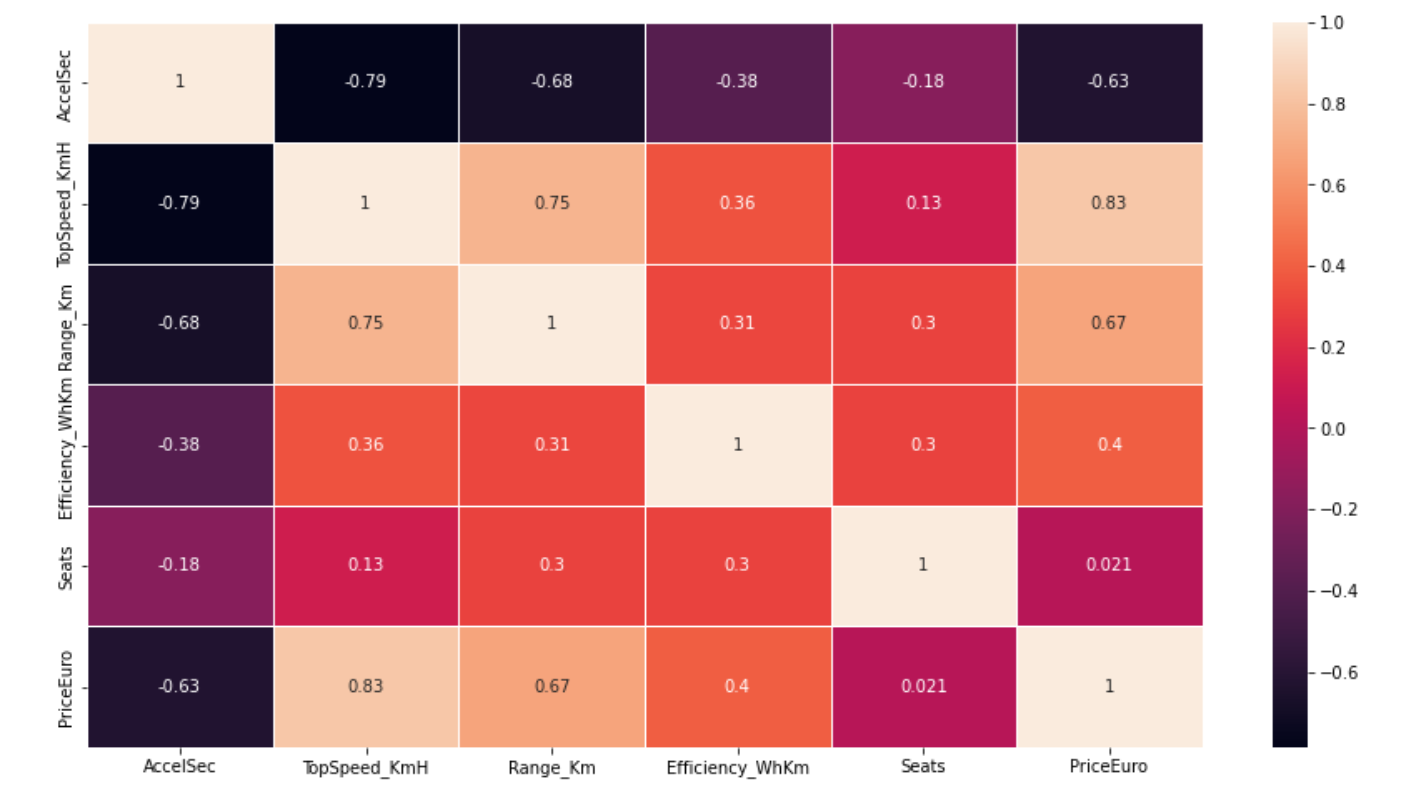 AccelSec 1 -0.79 -0.68 -0.38 -0.18 -0.63
TopSpeed_KmH -0.79 1 0.75 0.36 0.13 0.83
Range_Km -0.68 0.75 1 0.31 0.3 0.67
Efficiency_WhKm -0.38 0.36 0.31 1 0.3 0.4
Seats -0.18 0.13 0.3 0.3 1 0.021
PriceEuro -0.63 0.83 0.67 0.4 0.021 1
AccelSec TopSpeed_KmH Range_Km Efficiency_WhKm Seats PriceEuro
1.0
0.8
0.6
0.4
0.2
0.0
−0.2
−0.4
−0.6